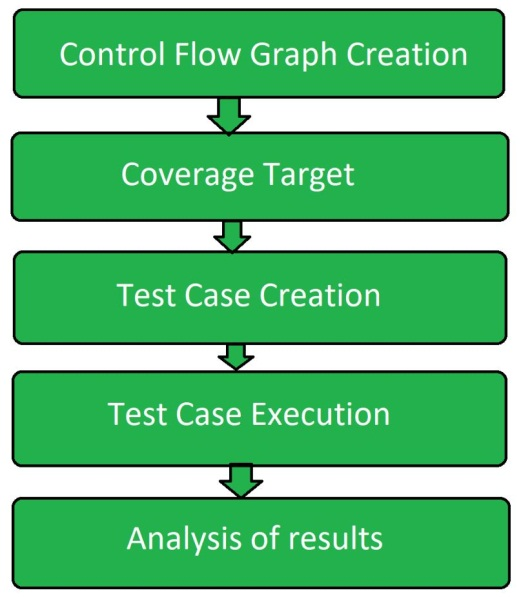 Control Flow Graph Creation
Coverage Target
Test Case Creation
Test Case Execution
Analysis of results